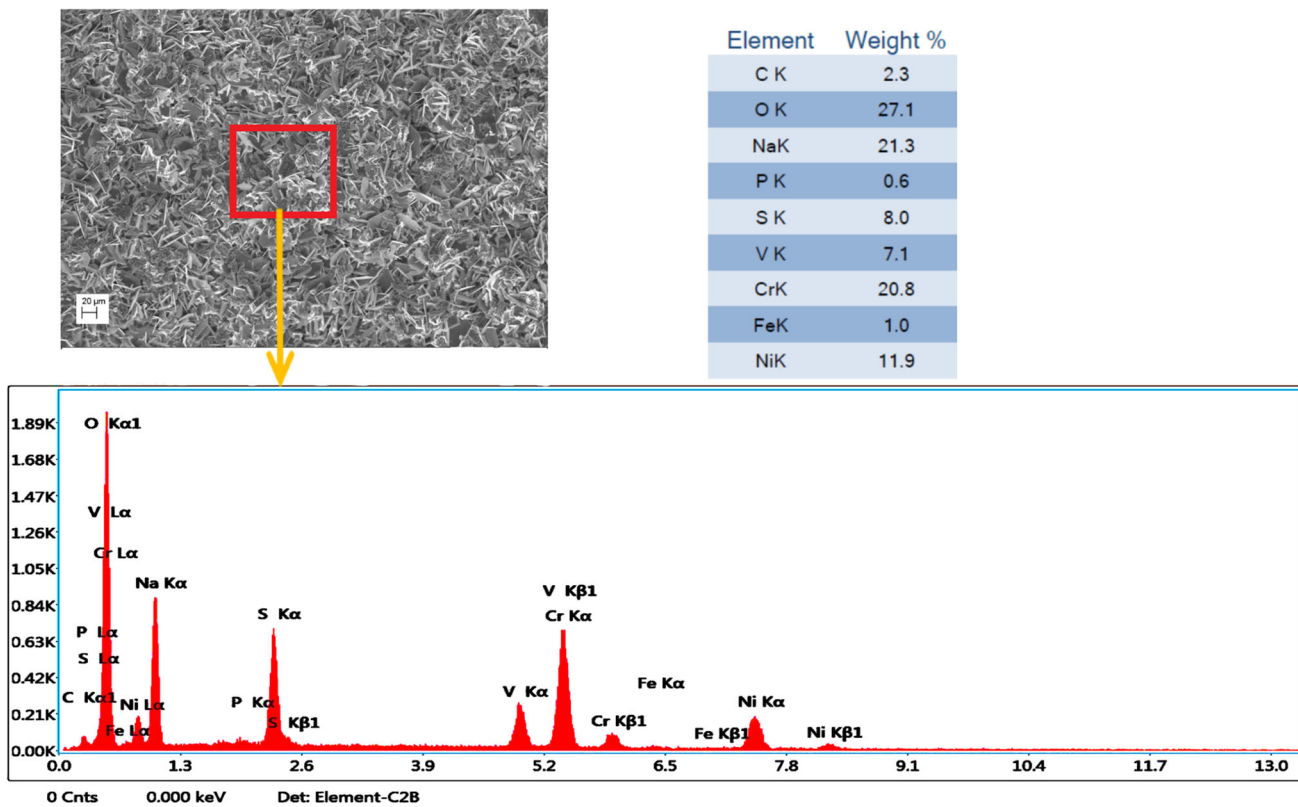 20 µm
Element Weight %
C K 2.3
O K 27.1
NaK 21.3
P K 0.6
S K 8.0
V K 7.1
CrK 20.8
FeK 1.0
NiK 11.9
1.89K
1.68K
1.47K
1.26K
1.05K
0.84K
0.63K
0.42K
0.21K
0.00K
O Kα1
V Lα
Cr Lα
Na Kα
P Lα
S Lα
C Kα1
Ni Lα
Fe Lα
S Kα
P Kα
S Kβ1
V Kβ1
Cr Kα
V Kα
Cr Kβ1
Fe Kα
Fe Kβ1
Ni Kα
Ni Kβ1
0.0 1.3 2.6 3.9 5.2 6.5 7.8 9.1 10.4 11.7 13.0
0 Cnts 0.000 keV Det: Element-C2B